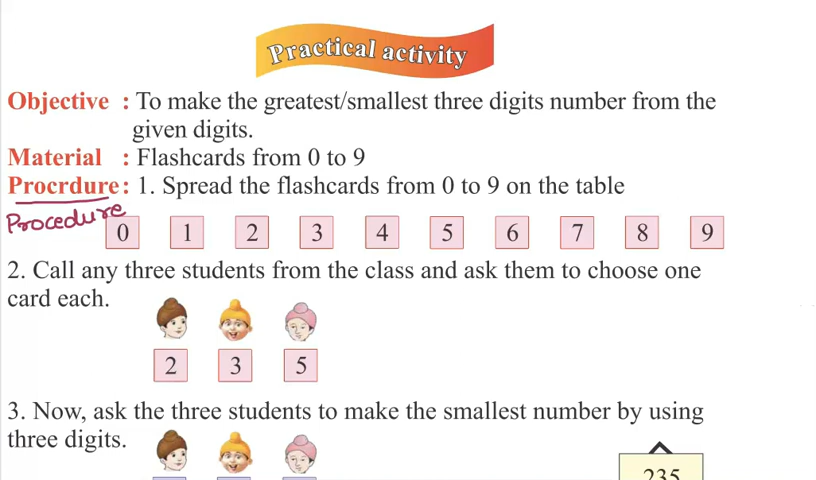 Practical activity
Objective : To make the greatest/smallest three digits number from the
given digits.
Material : Flashcards from 0 to 9
Procrdure : 1. Spread the flashcards from 0 to 9 on the table
Procedure
0 1 2 3 4 5 6 7 8 9
2. Call any three students from the class and ask them to choose one
card each.
2 3 5
3. Now, ask the three students to make the smallest number by using
three digits.
235